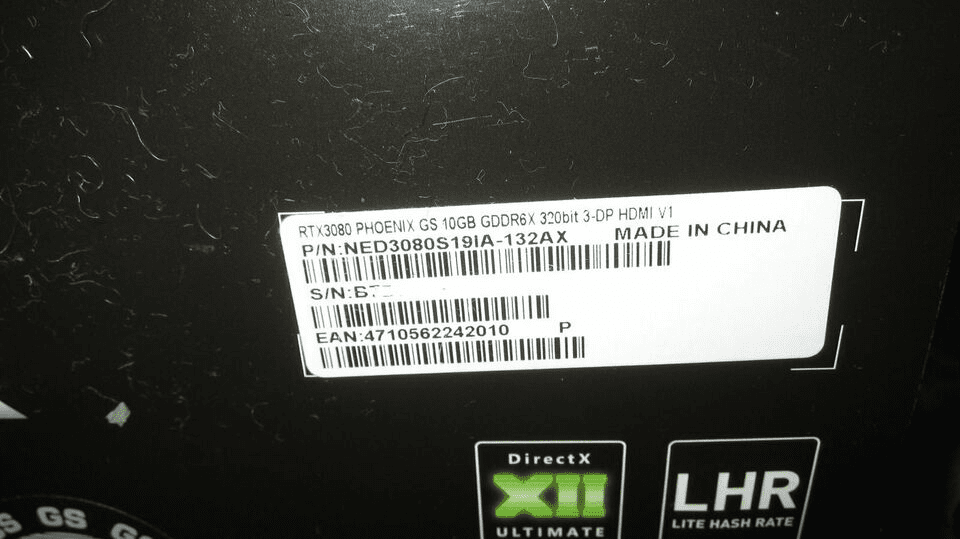 RTX3080 PHOENIX GS 10GB GDDR6X 320bit 3-DP HDMI V1
P/N:NED3080S19IA-132AX MADE IN CHINA
S/N:
EAN:4710562242010 P
DirectX
XII
ULTIMATE
LHR
LITE HASH RATE
GS